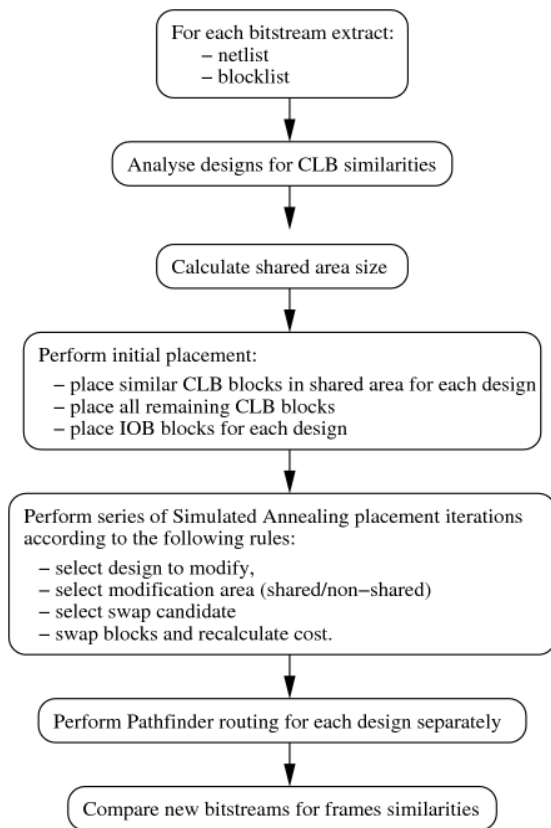 For each bitstream extract:
– netlist
– blocklist
Analyse designs for CLB similarities
Calculate shared area size
Perform initial placement:
– place similar CLB blocks in shared area for each design
– place all remaining CLB blocks
– place IOB blocks for each design
Perform series of Simulated Annealing placement iterations
according to the following rules:
– select design to modify,
– select modification area (shared/non−shared)
– select swap candidate
– swap blocks and recalculate cost.
Perform Pathfinder routing for each design separately
Compare new bitstreams for frames similarities